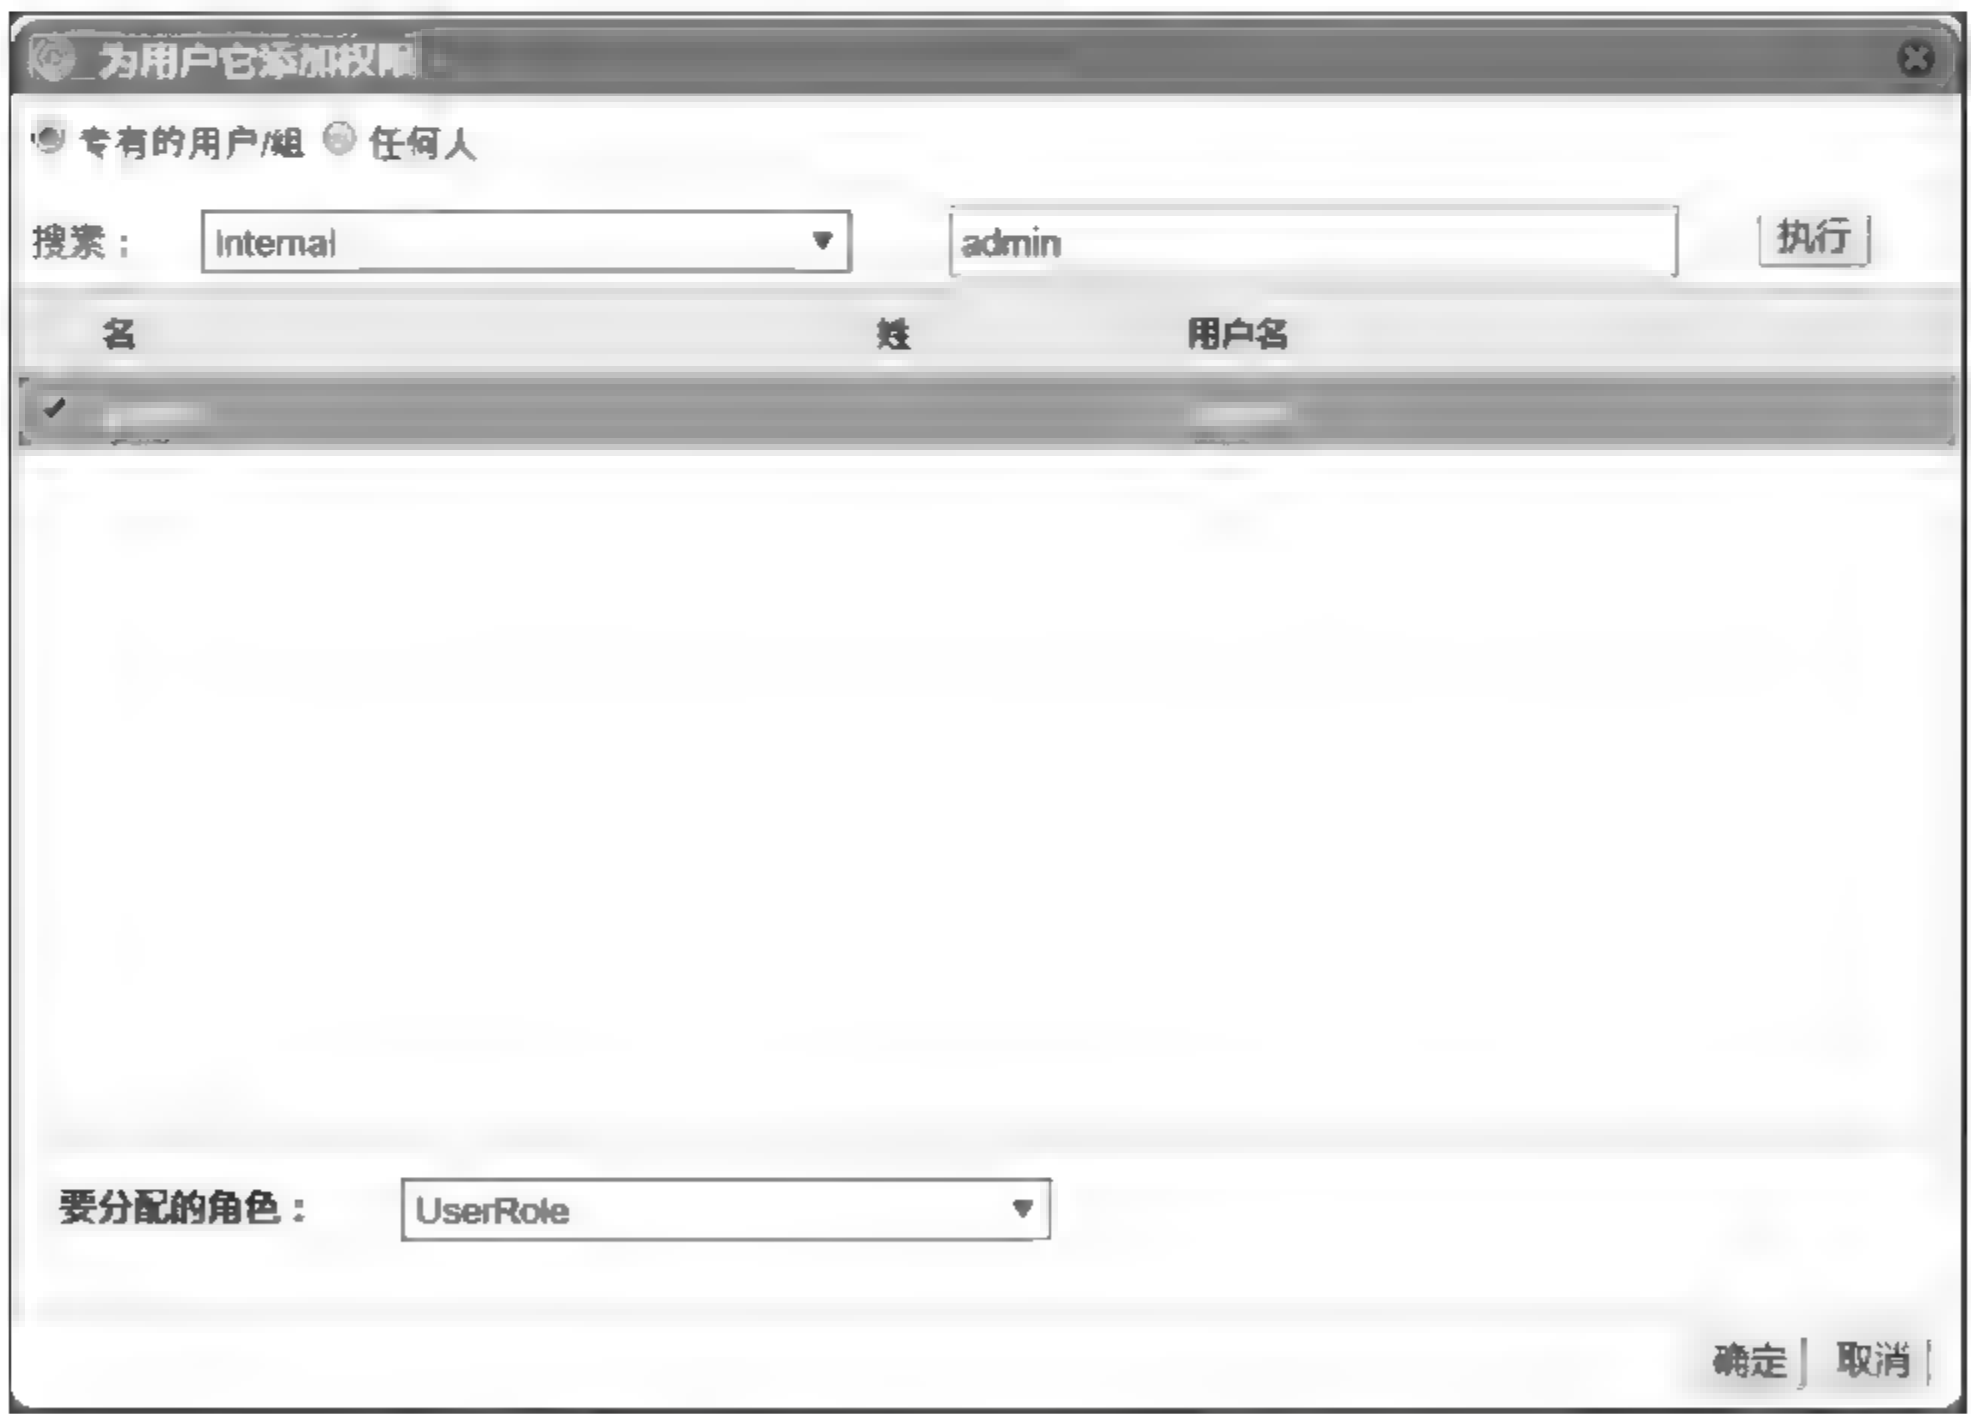 为用户它添加权限
专有的用户/组 任何人
搜索： Internal admin 执行
名 姓 用户名
要分配的角色： UserRole
确定 取消